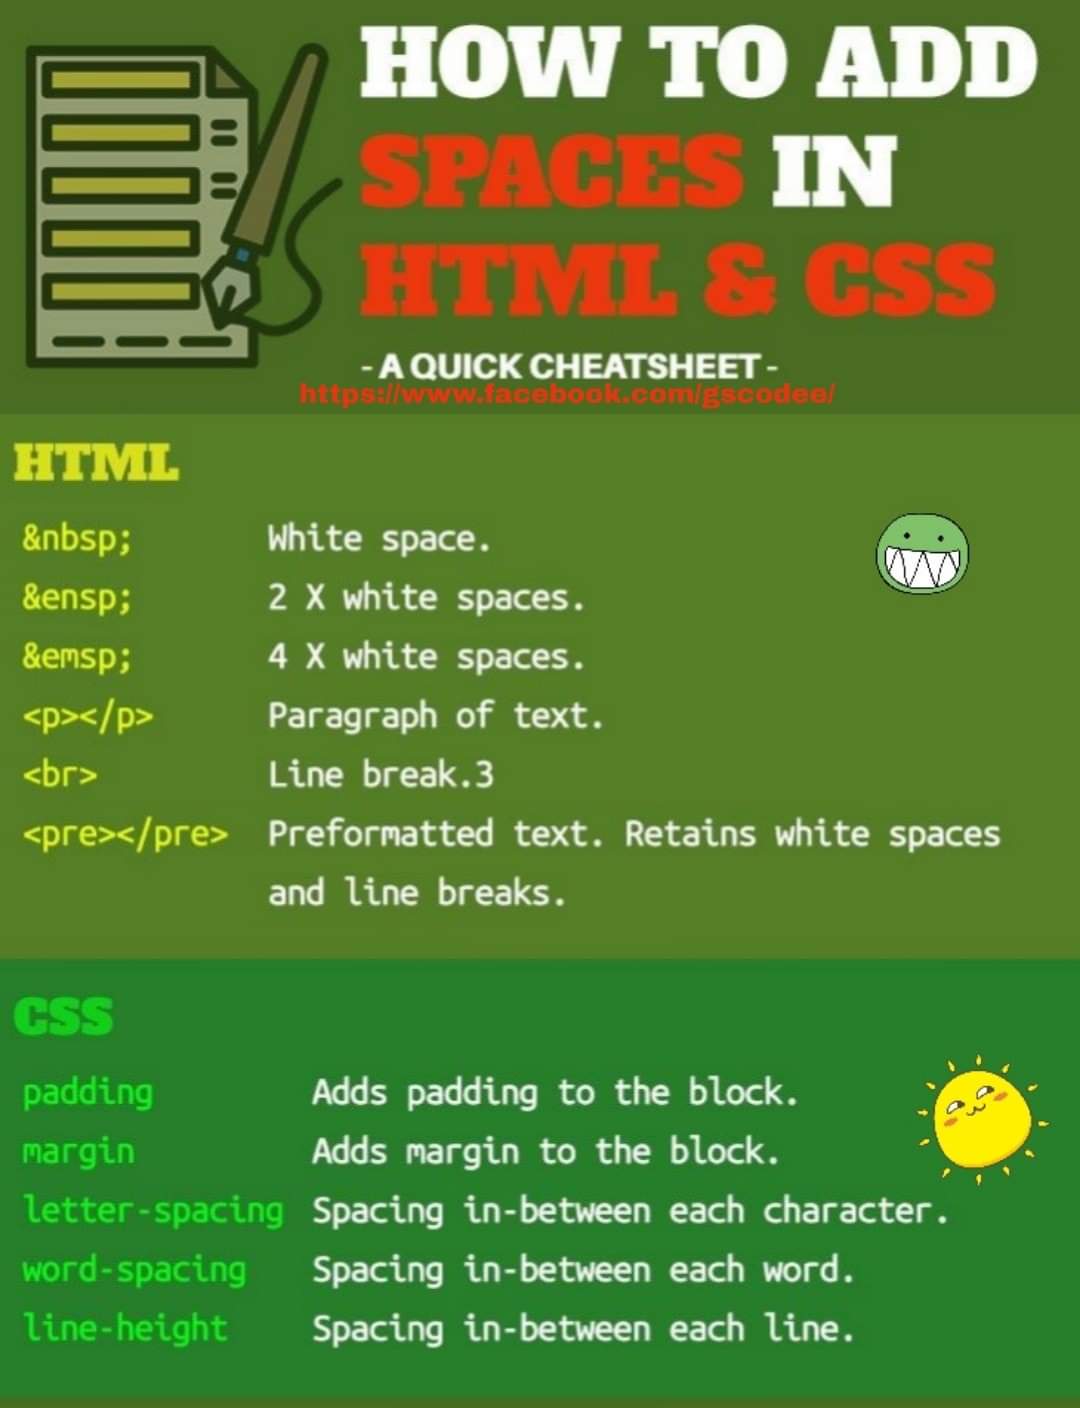 HOW TO ADD
SPACES IN
HTML & CSS
- A QUICK CHEATSHEET -
https://www.facebook.com/gscodee/
HTML
&nbsp; White space.
&ensp; 2 X white spaces.
&emsp; 4 X white spaces.
<p></p> Paragraph of text.
<br> Line break.3
<pre></pre> Preformatted text. Retains white spaces
and line breaks.
CSS
padding Adds padding to the block.
margin Adds margin to the block.
letter-spacing Spacing in-between each character.
word-spacing Spacing in-between each word.
line-height Spacing in-between each line.